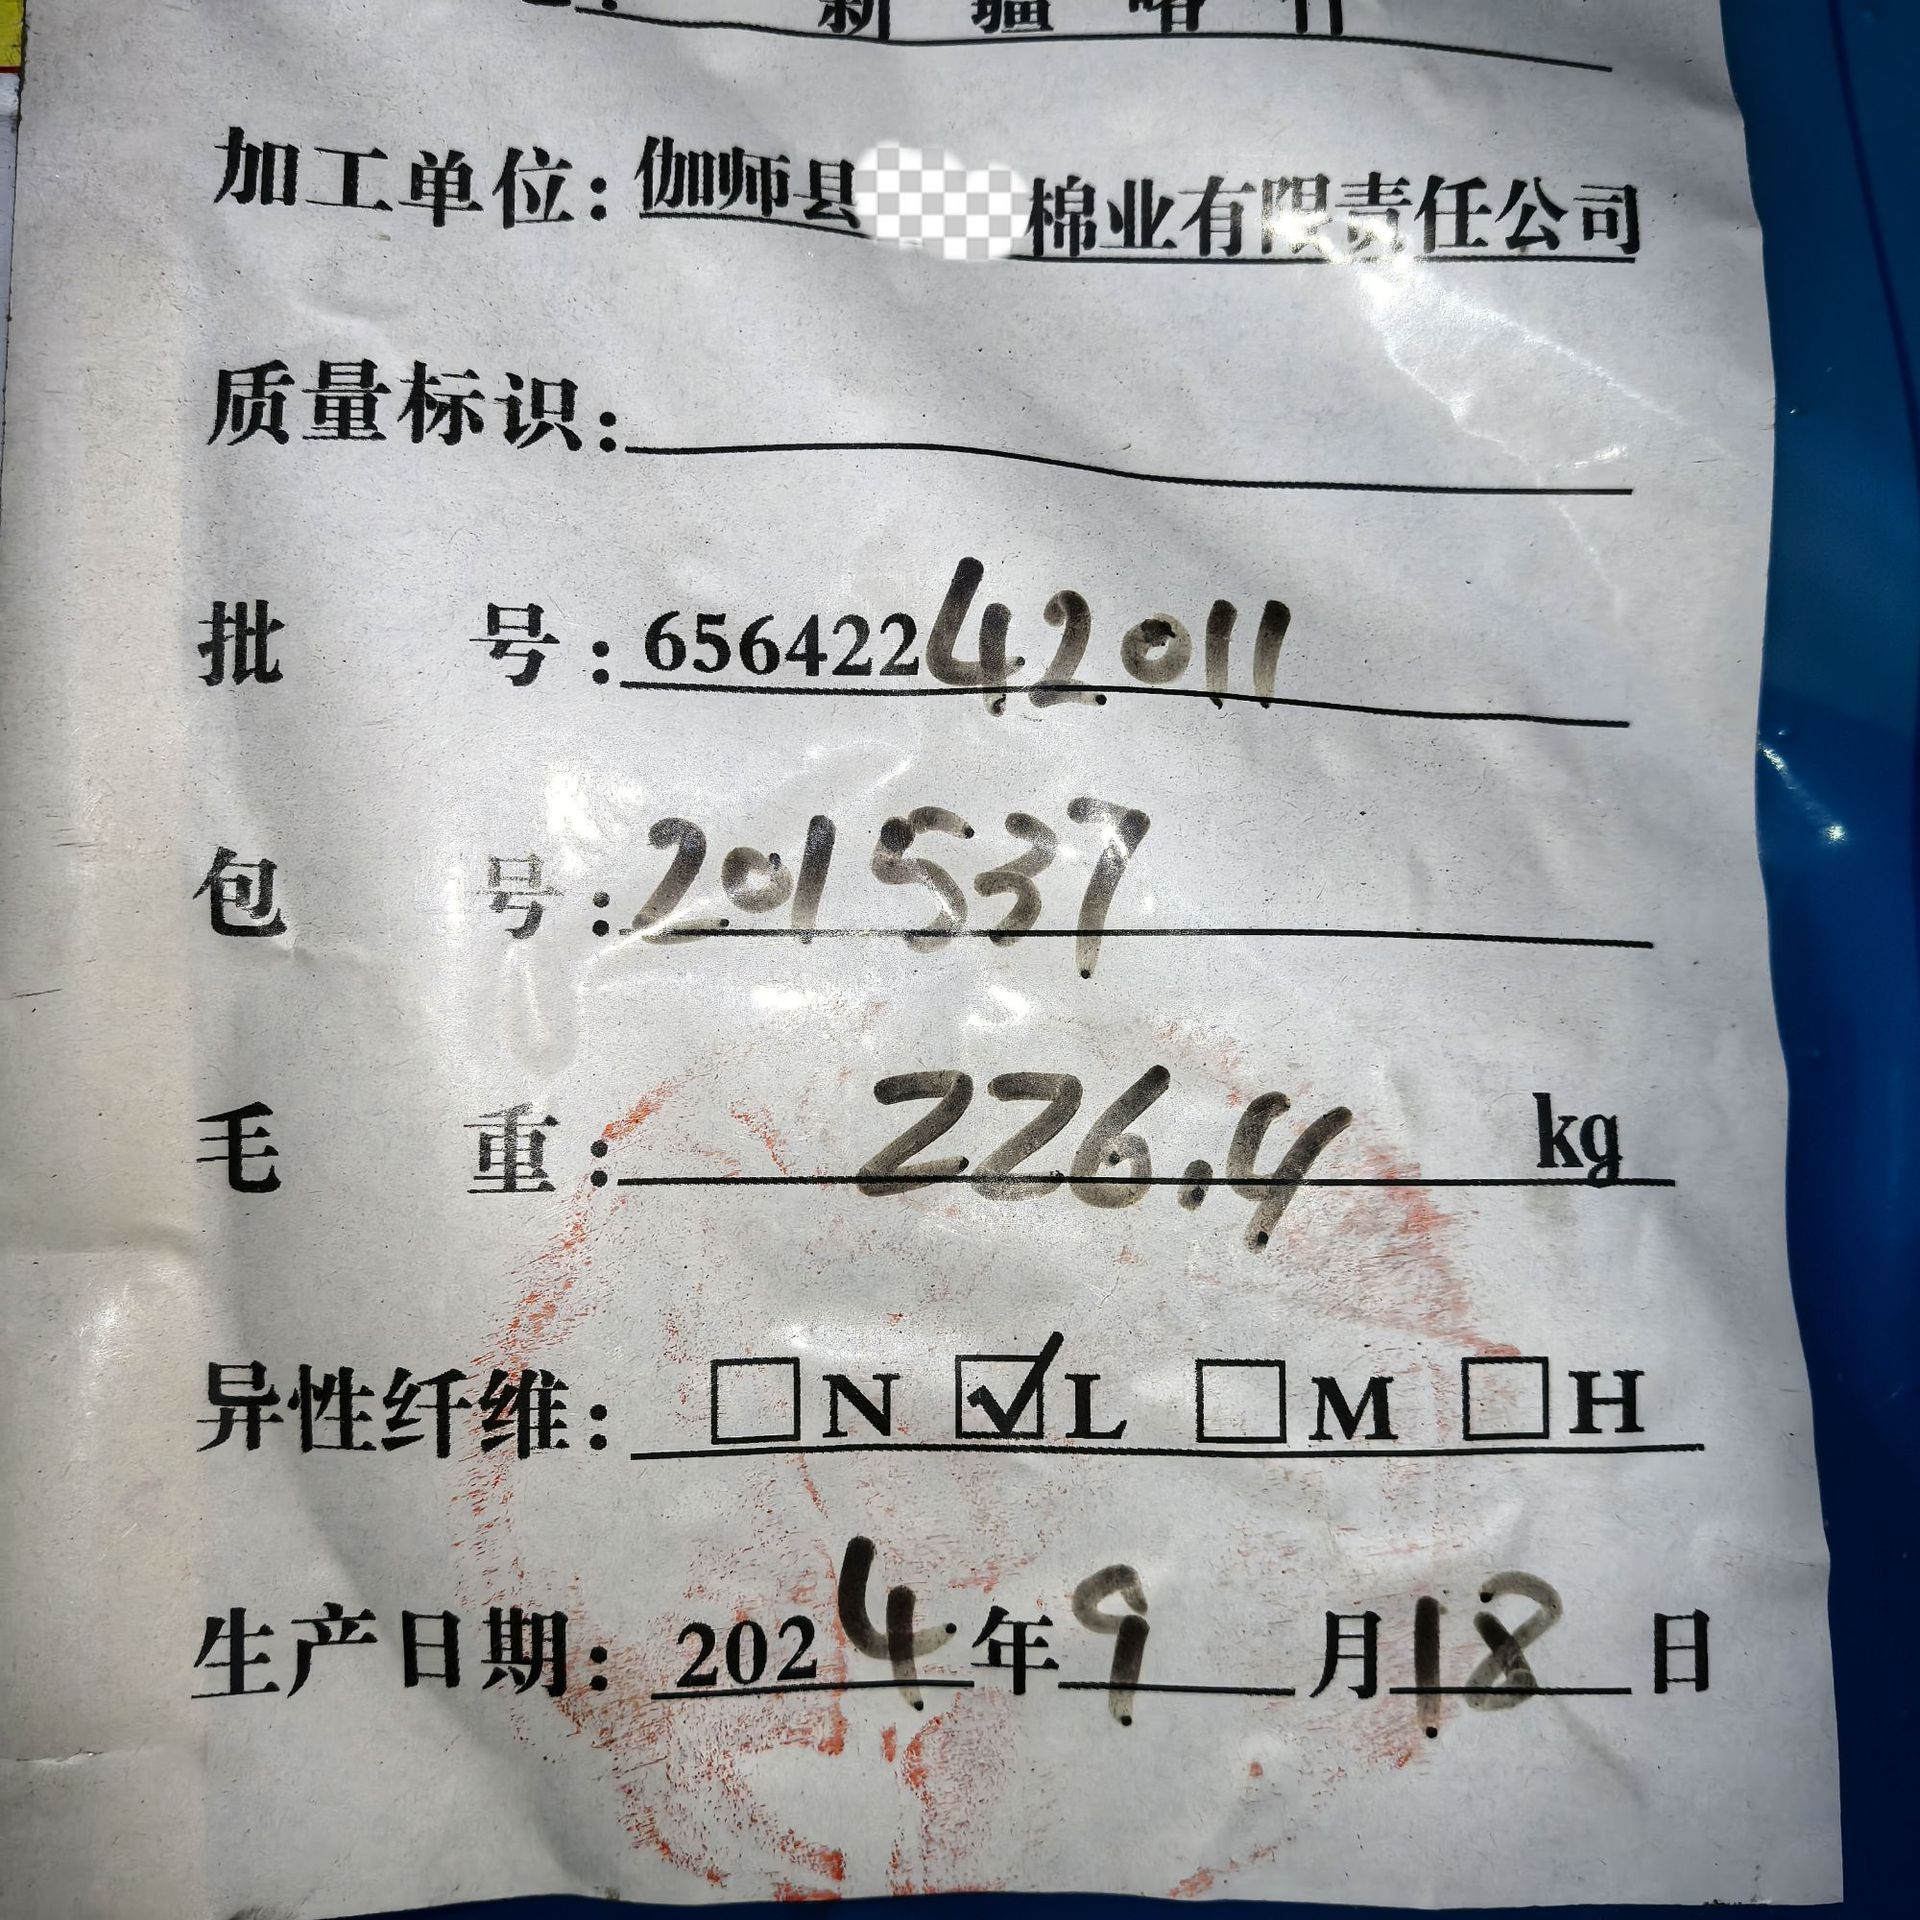 新疆喀什
加工单位：伽师县 棉业有限责任公司
质量标识：
批 号：65642242011
包 号：201537
毛 重：226.4 kg
异性纤维：□N ☑L □M □H
生产日期：2024年9月18日